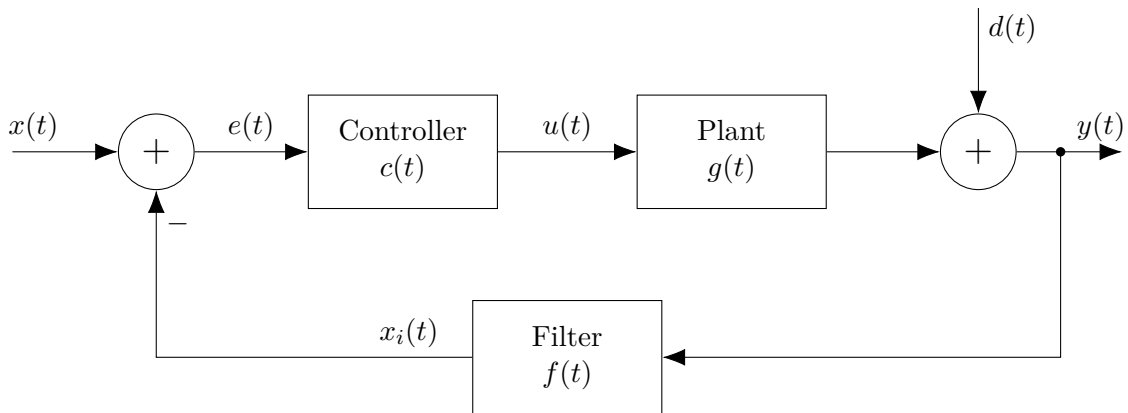 d(t)
x(t)
+
e(t)
Controller
c(t)
u(t)
Plant
g(t)
+
y(t)
−
x_i(t)
Filter
f(t)